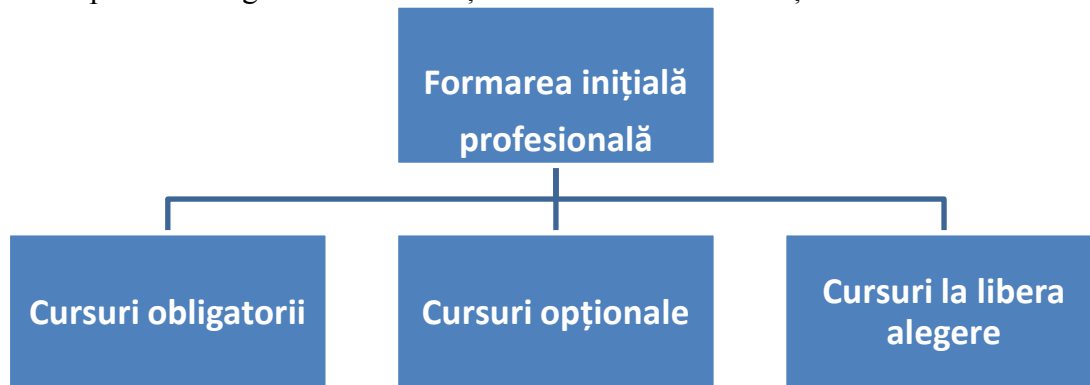 Formarea inițială
profesională
Cursuri obligatorii
Cursuri opționale
Cursuri la libera
alegere